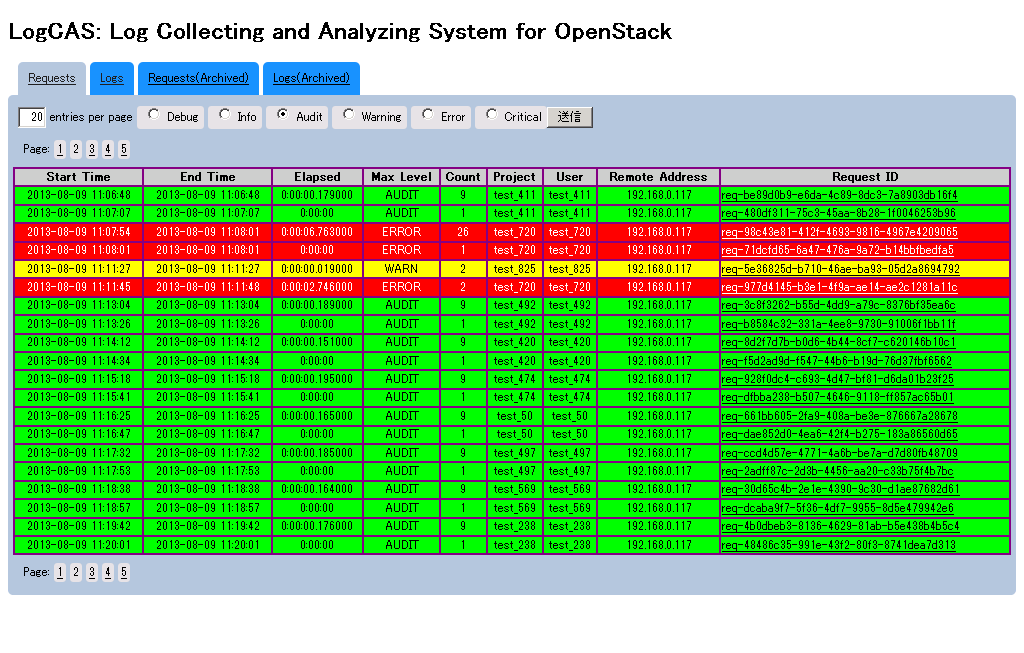 LogCAS: Log Collecting and Analyzing System for OpenStack
Requests Logs Requests(Archived) Logs(Archived)
20 entries per page Debug Info Audit Warning Error Critical 送信
Page: 1 2 3 4 5
Start Time End Time Elapsed Max Level Count Project User Remote Address Request ID
2013-08-09 11:06:48 2013-08-09 11:06:48 0:00:00.179000 AUDIT 9 test_411 test_411 192.168.0.117 req-be89d0b9-e6da-4c89-8dc3-7a8903db16f4
2013-08-09 11:07:07 2013-08-09 11:07:07 0:00:00 AUDIT 1 test_411 test_411 192.168.0.117 req-480df311-75c3-45aa-8b28-1f0046253b96
2013-08-09 11:07:54 2013-08-09 11:08:01 0:00:06.763000 ERROR 26 test_720 test_720 192.168.0.117 req-98c43e81-412f-4693-9816-4967e4209065
2013-08-09 11:08:01 2013-08-09 11:08:01 0:00:00 ERROR 1 test_720 test_720 192.168.0.117 req-71dcfd65-6a47-476a-9a72-b14bbfbedfa5
2013-08-09 11:11:27 2013-08-09 11:11:27 0:00:00.019000 WARN 2 test_825 test_825 192.168.0.117 req-5e36825d-b710-46ae-ba93-05d2a8694792
2013-08-09 11:11:45 2013-08-09 11:11:48 0:00:02.746000 ERROR 2 test_720 test_720 192.168.0.117 req-977d4145-b3e1-4f9a-ae14-ae2c1281a11c
2013-08-09 11:13:04 2013-08-09 11:13:04 0:00:00.189000 AUDIT 9 test_492 test_492 192.168.0.117 req-3c8f8262-b55d-4dd9-a79c-8376bf35ea6c
2013-08-09 11:13:26 2013-08-09 11:13:26 0:00:00 AUDIT 1 test_492 test_492 192.168.0.117 req-b8584c32-331a-4ee8-9730-91006f1bb11f
2013-08-09 11:14:12 2013-08-09 11:14:12 0:00:00.151000 AUDIT 9 test_420 test_420 192.168.0.117 req-8d2f7d7b-b0d6-4b44-8cf7-c620146b10c1
2013-08-09 11:14:34 2013-08-09 11:14:34 0:00:00 AUDIT 1 test_420 test_420 192.168.0.117 req-f5d2ad9d-f547-44b6-b19d-76d37fbf6562
2013-08-09 11:15:18 2013-08-09 11:15:18 0:00:00.195000 AUDIT 9 test_474 test_474 192.168.0.117 req-928f0dc4-c693-4d47-bf81-d6da01b23f25
2013-08-09 11:15:41 2013-08-09 11:15:41 0:00:00 AUDIT 1 test_474 test_474 192.168.0.117 req-dfbba238-b507-4646-9118-ff857ac65b01
2013-08-09 11:16:25 2013-08-09 11:16:25 0:00:00.165000 AUDIT 9 test_50 test_50 192.168.0.117 req-661bb605-2fa9-408a-be3e-876667a28678
2013-08-09 11:16:47 2013-08-09 11:16:47 0:00:00 AUDIT 1 test_50 test_50 192.168.0.117 req-dae852d0-4ea6-42f4-b275-183a86560d65
2013-08-09 11:17:32 2013-08-09 11:17:32 0:00:00.185000 AUDIT 9 test_497 test_497 192.168.0.117 req-ccd4d57e-4771-4a6b-be7a-d7d80fb48709
2013-08-09 11:17:53 2013-08-09 11:17:53 0:00:00 AUDIT 1 test_497 test_497 192.168.0.117 req-2adff87c-2d3b-4456-aa20-c33b75f4b7bc
2013-08-09 11:18:38 2013-08-09 11:18:38 0:00:00.164000 AUDIT 9 test_569 test_569 192.168.0.117 req-30d65c4b-2e1e-4390-9c30-d1ae87682d61
2013-08-09 11:18:57 2013-08-09 11:18:57 0:00:00 AUDIT 1 test_569 test_569 192.168.0.117 req-dcaba9f7-5f36-4df7-9955-8d5e479942e6
2013-08-09 11:19:42 2013-08-09 11:19:42 0:00:00.176000 AUDIT 9 test_238 test_238 192.168.0.117 req-4b0dbeb3-8136-4629-81ab-b5e438b4b5c4
2013-08-09 11:20:01 2013-08-09 11:20:01 0:00:00 AUDIT 1 test_238 test_238 192.168.0.117 req-48486c35-991e-43f2-80f3-8741dea7d313
Page: 1 2 3 4 5